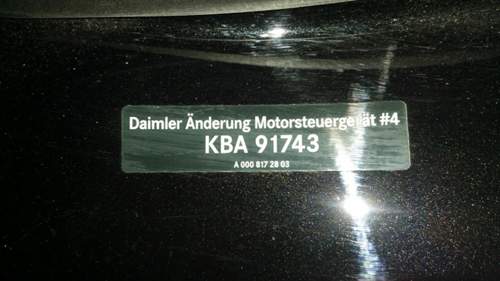 Daimler Änderung Motorsteuergerät #4
KBA 91743
A 000 817 28 03